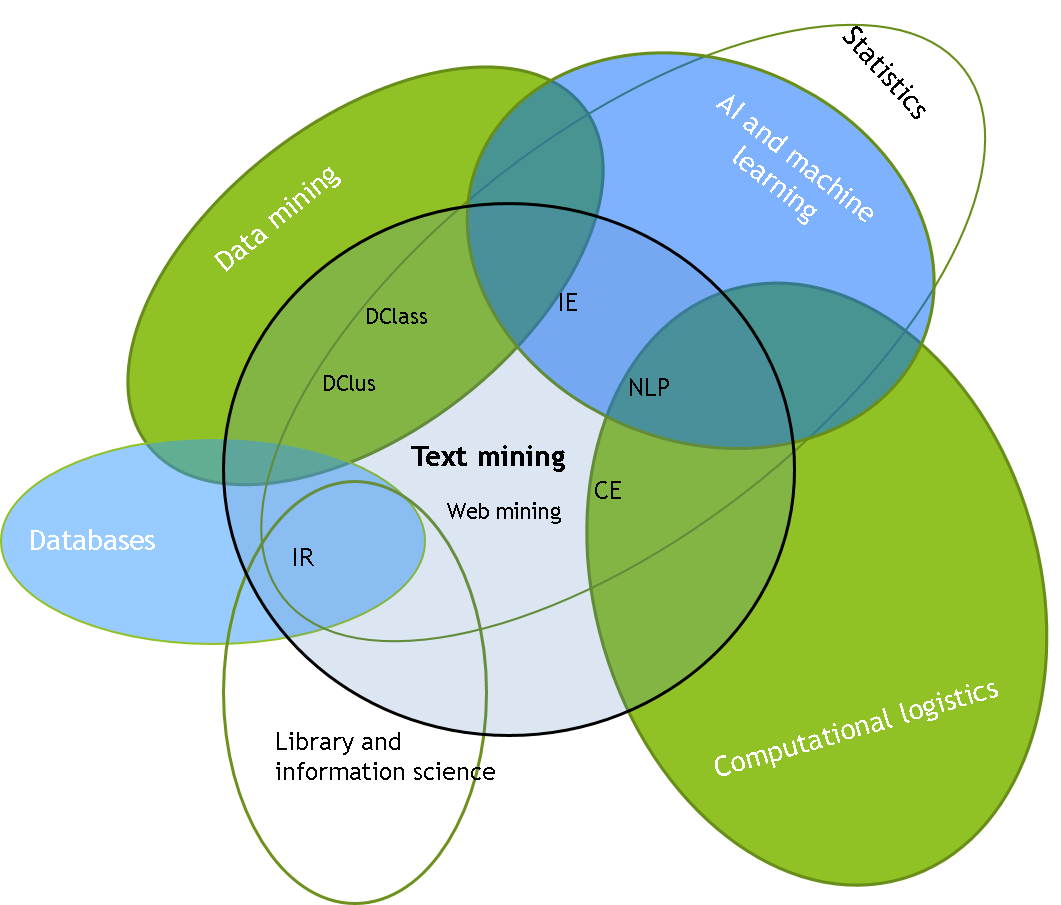 Statistics
AI and machine
learning
Data mining
DClass
IE
DClus
NLP
Text mining
CE
Web mining
Databases
IR
Library and
information science
Computational logistics